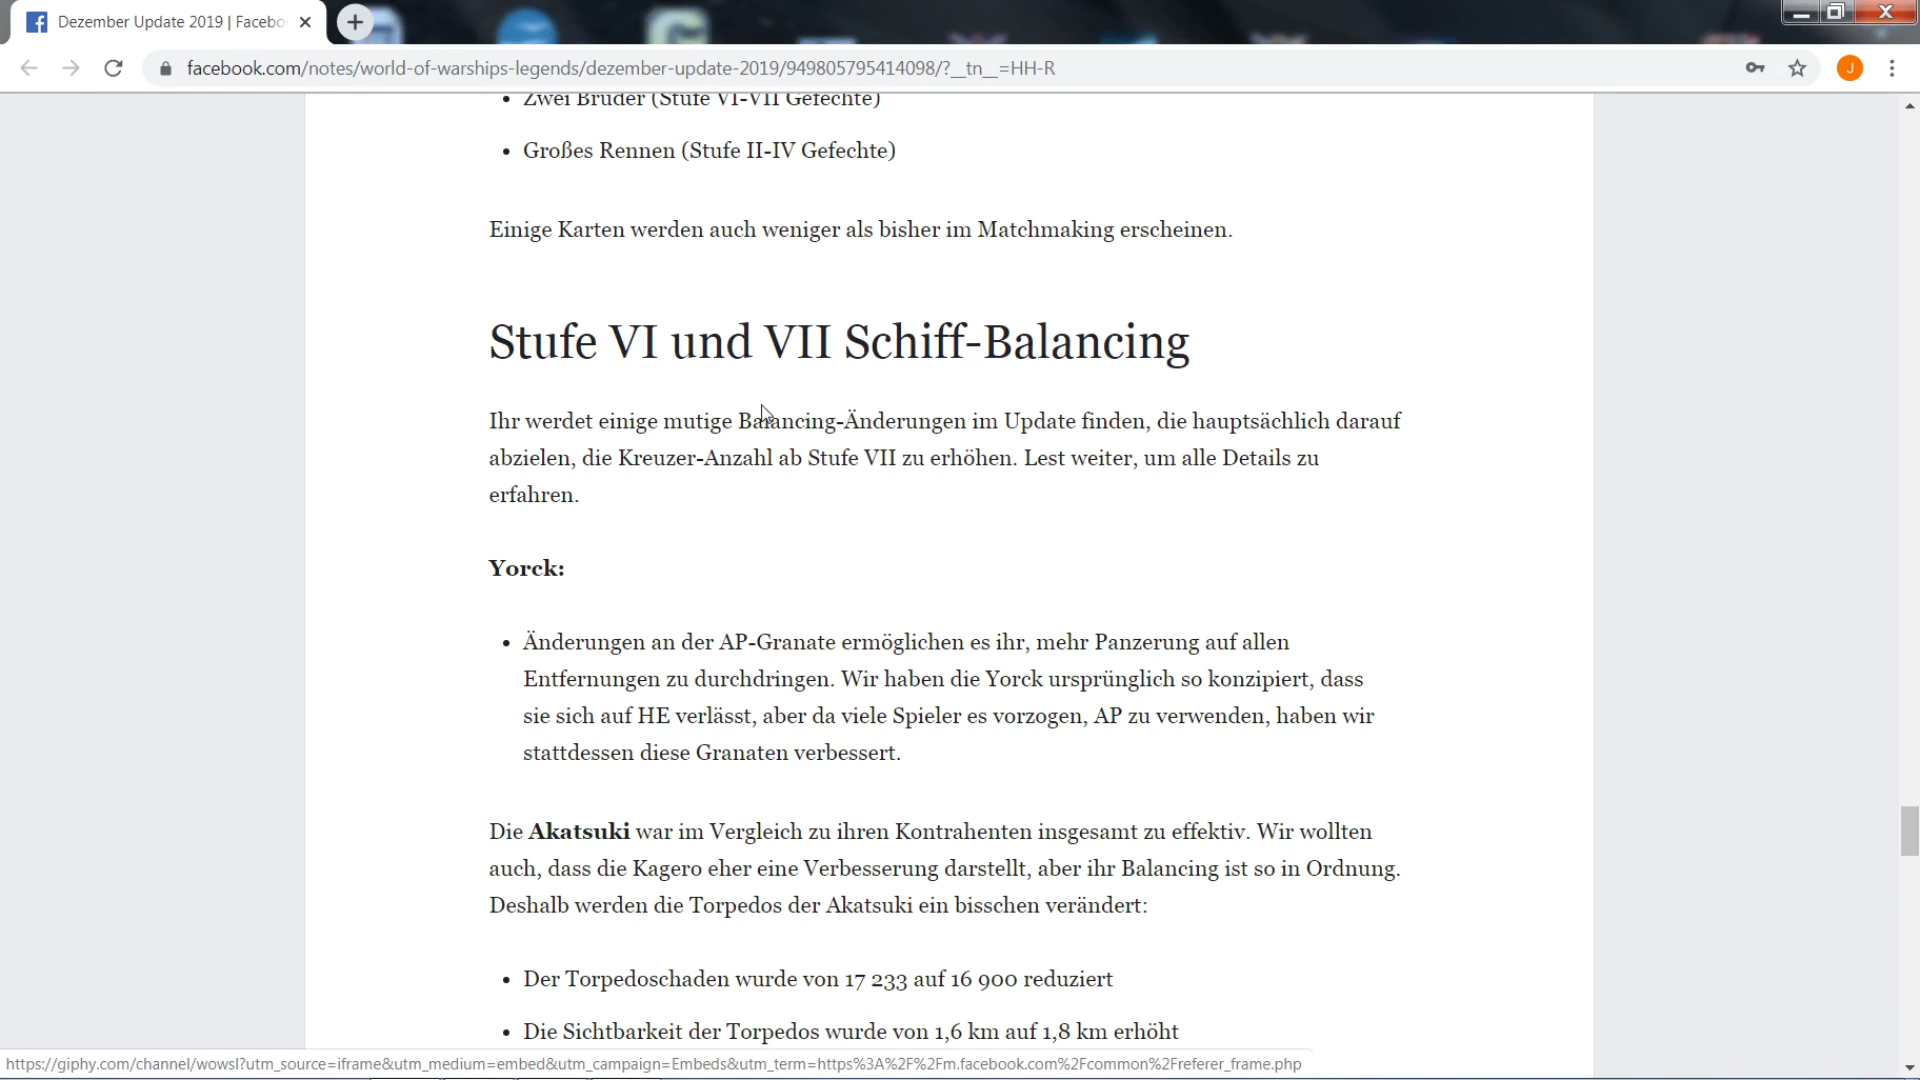 Dezember Update 2019 | Facebo
facebook.com/notes/world-of-warships-legends/dezember-update-2019/949805795414098/?__tn__=HH-R
J
• Zwei Brüder (Stufe VI-VII Gefechte)
• Großes Rennen (Stufe II-IV Gefechte)
Einige Karten werden auch weniger als bisher im Matchmaking erscheinen.
Stufe VI und VII Schiff-Balancing
Ihr werdet einige mutige Balancing-Änderungen im Update finden, die hauptsächlich darauf
abzielen, die Kreuzer-Anzahl ab Stufe VII zu erhöhen. Lest weiter, um alle Details zu
erfahren.
Yorck:
• Änderungen an der AP-Granate ermöglichen es ihr, mehr Panzerung auf allen
Entfernungen zu durchdringen. Wir haben die Yorck ursprünglich so konzipiert, dass
sie sich auf HE verlässt, aber da viele Spieler es vorzogen, AP zu verwenden, haben wir
stattdessen diese Granaten verbessert.
Die Akatsuki war im Vergleich zu ihren Kontrahenten insgesamt zu effektiv. Wir wollten
auch, dass die Kagero eher eine Verbesserung darstellt, aber ihr Balancing ist so in Ordnung.
Deshalb werden die Torpedos der Akatsuki ein bisschen verändert:
• Der Torpedoschaden wurde von 17 233 auf 16 900 reduziert
• Die Sichtbarkeit der Torpedos wurde von 1,6 km auf 1,8 km erhöht
https://giphy.com/channel/wowsl?utm_source=iframe&utm_medium=embed&utm_campaign=Embeds&utm_term=https%3A%2F%2Fm.facebook.com%2Fcommon%2Freferer_frame.php